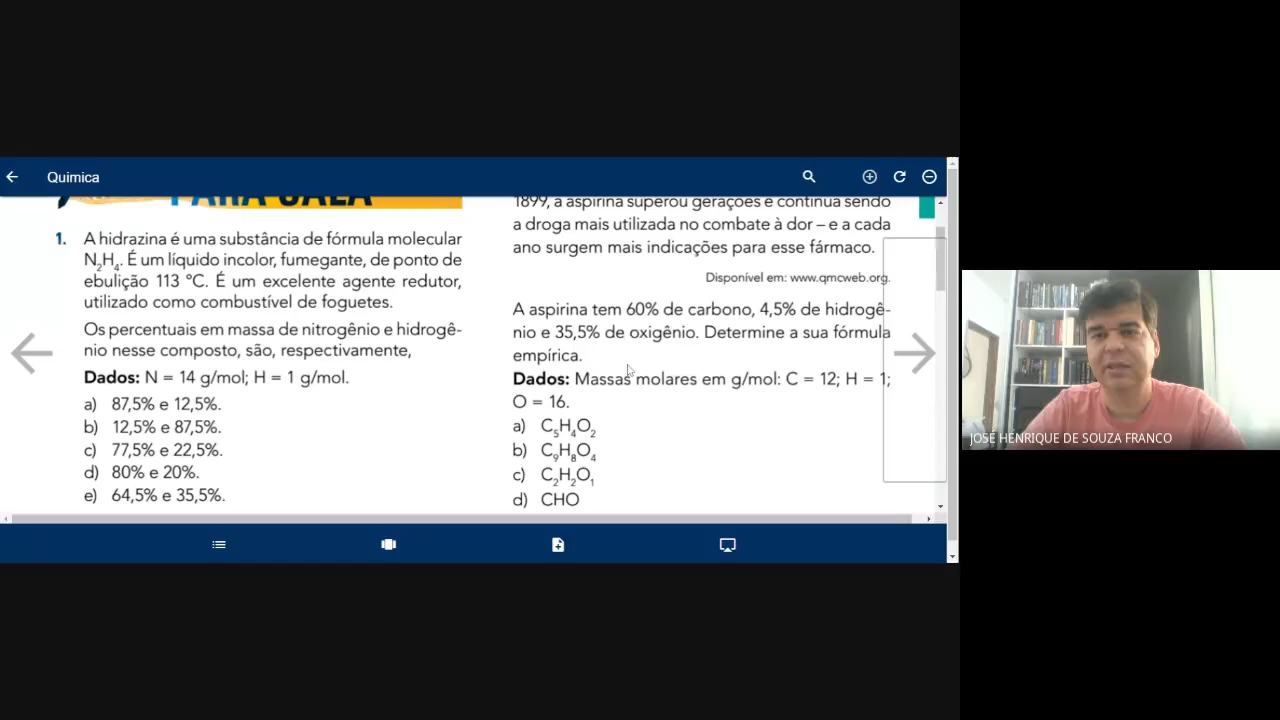 Quimica
PARA SALA
1. A hidrazina é uma substância de fórmula molecular
N₂H₄. É um líquido incolor, fumegante, de ponto de
ebulição 113 °C. É um excelente agente redutor,
utilizado como combustível de foguetes.
Os percentuais em massa de nitrogênio e hidrogê-
nio nesse composto, são, respectivamente,
Dados: N = 14 g/mol; H = 1 g/mol.
a) 87,5% e 12,5%.
b) 12,5% e 87,5%.
c) 77,5% e 22,5%.
d) 80% e 20%.
e) 64,5% e 35,5%.
1899, a aspirina superou gerações e continua sendo
a droga mais utilizada no combate à dor – e a cada
ano surgem mais indicações para esse fármaco.
Disponível em: www.qmcweb.org.
A aspirina tem 60% de carbono, 4,5% de hidrogê-
nio e 35,5% de oxigênio. Determine a sua fórmula
empírica.
Dados: Massas molares em g/mol: C = 12; H = 1;
O = 16.
a) C₅H₄O₂
b) C₉H₈O₄
c) C₂H₂O₁
d) CHO
JOSÉ HENRIQUE DE SOUZA FRANCO